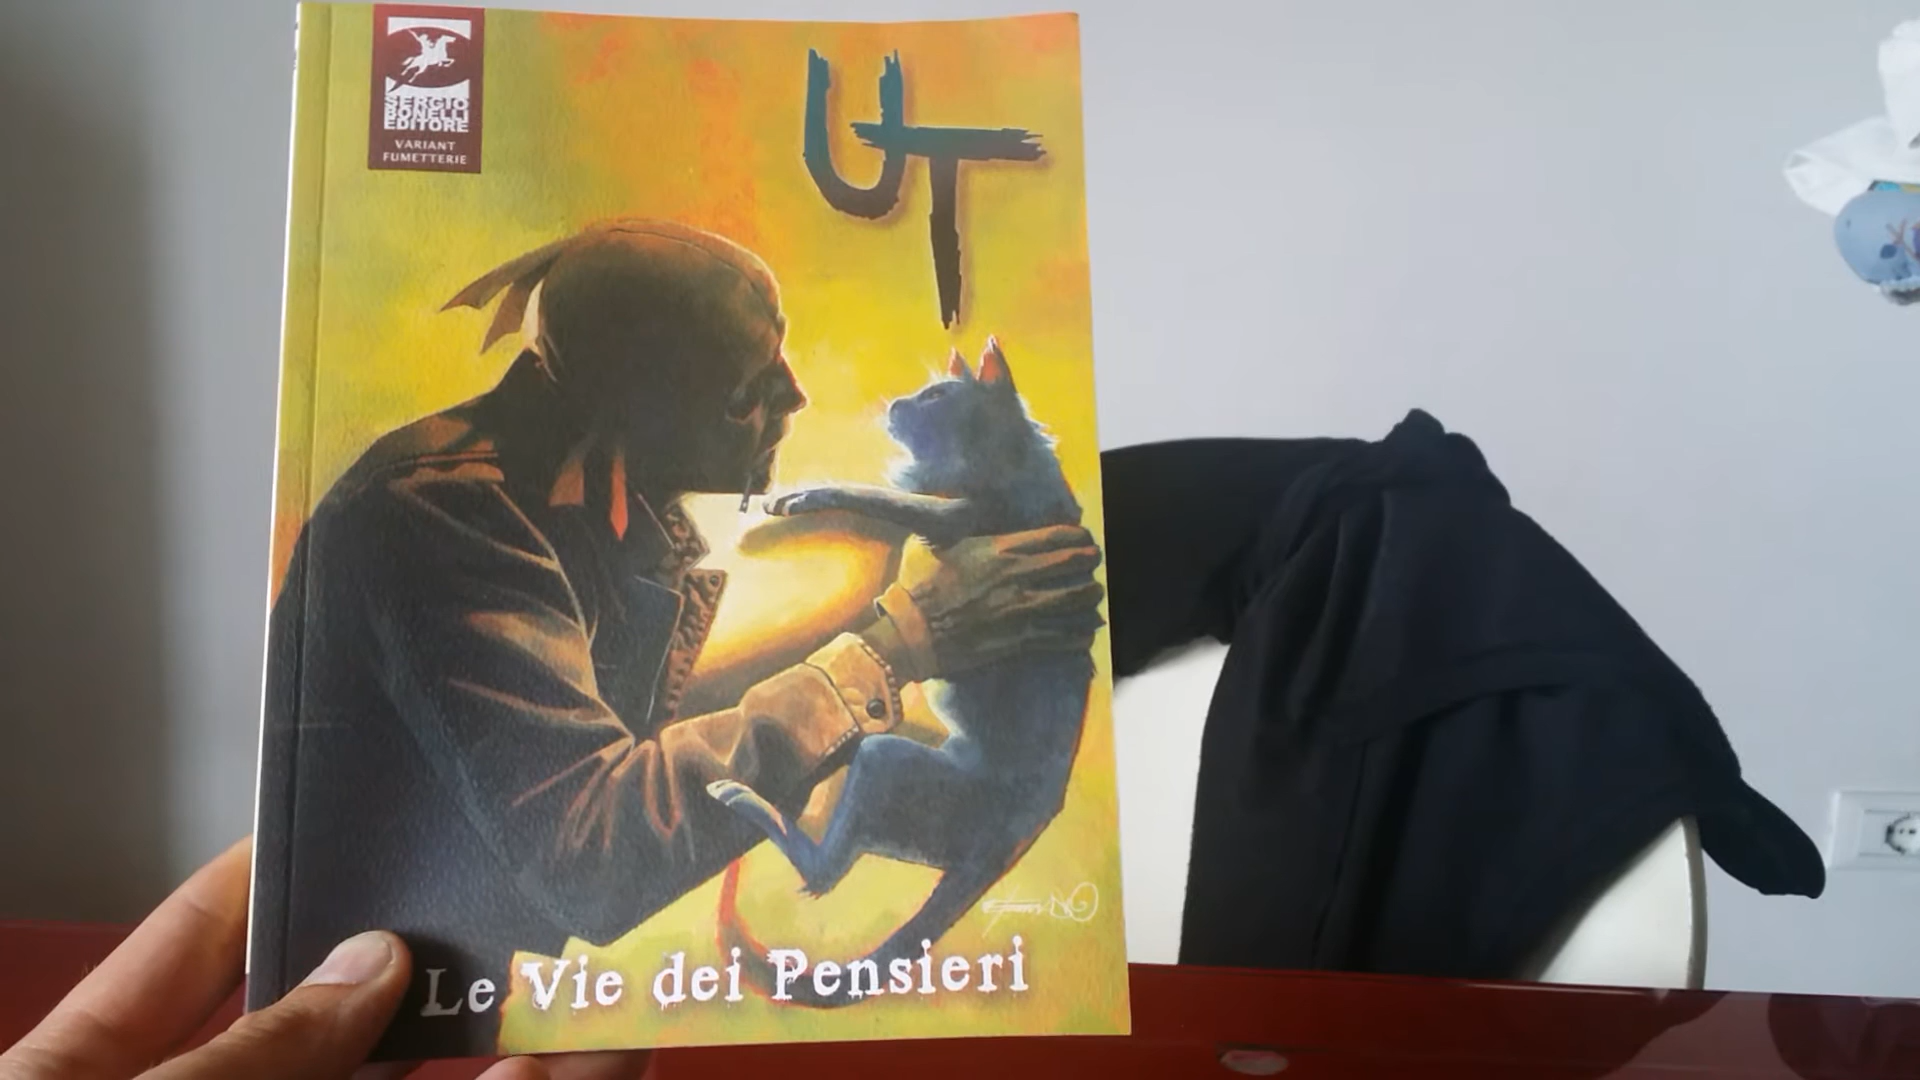 SERGIO
BONELLI
EDITORE
VARIANT
FUMETTERIE
UT
Le Vie dei Pensieri